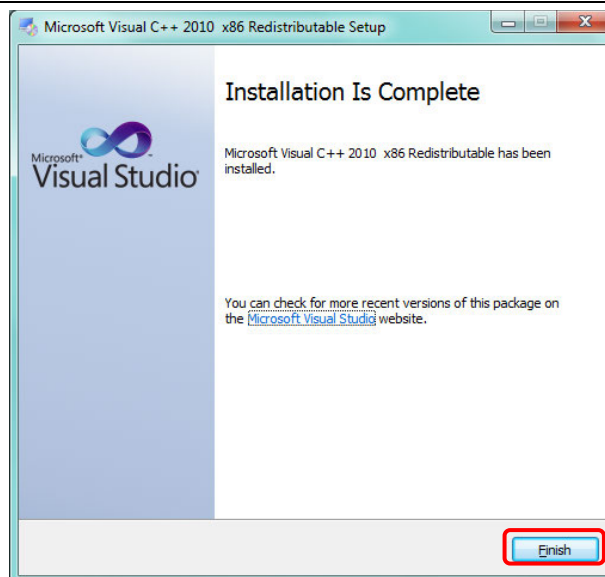 Microsoft Visual C++ 2010 x86 Redistributable Setup
Installation Is Complete
Microsoft®
Visual Studio®
Microsoft Visual C++ 2010 x86 Redistributable has been
installed.
You can check for more recent versions of this package on
the Microsoft Visual Studio website.
Finish